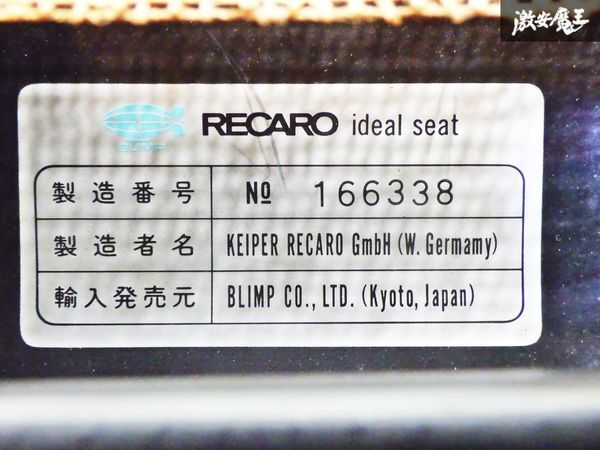 激安魔王
BLIMP
RECARO ideal seat
製造番号 Nº 166338
製造者名 KEIPER RECARO GmbH (W. Germamy)
輸入発売元 BLIMP CO., LTD. (Kyoto, Japan)